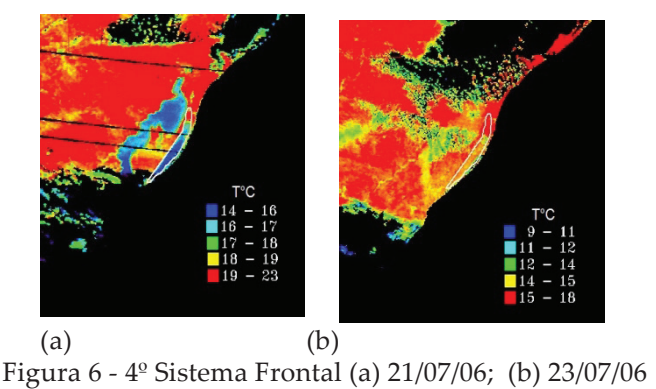 T°C
14 – 16
16 – 17
17 – 18
18 – 19
19 – 23
T°C
9 – 11
11 – 12
12 – 14
14 – 15
15 – 18
(a) (b)
Figura 6 - 4º Sistema Frontal (a) 21/07/06; (b) 23/07/06